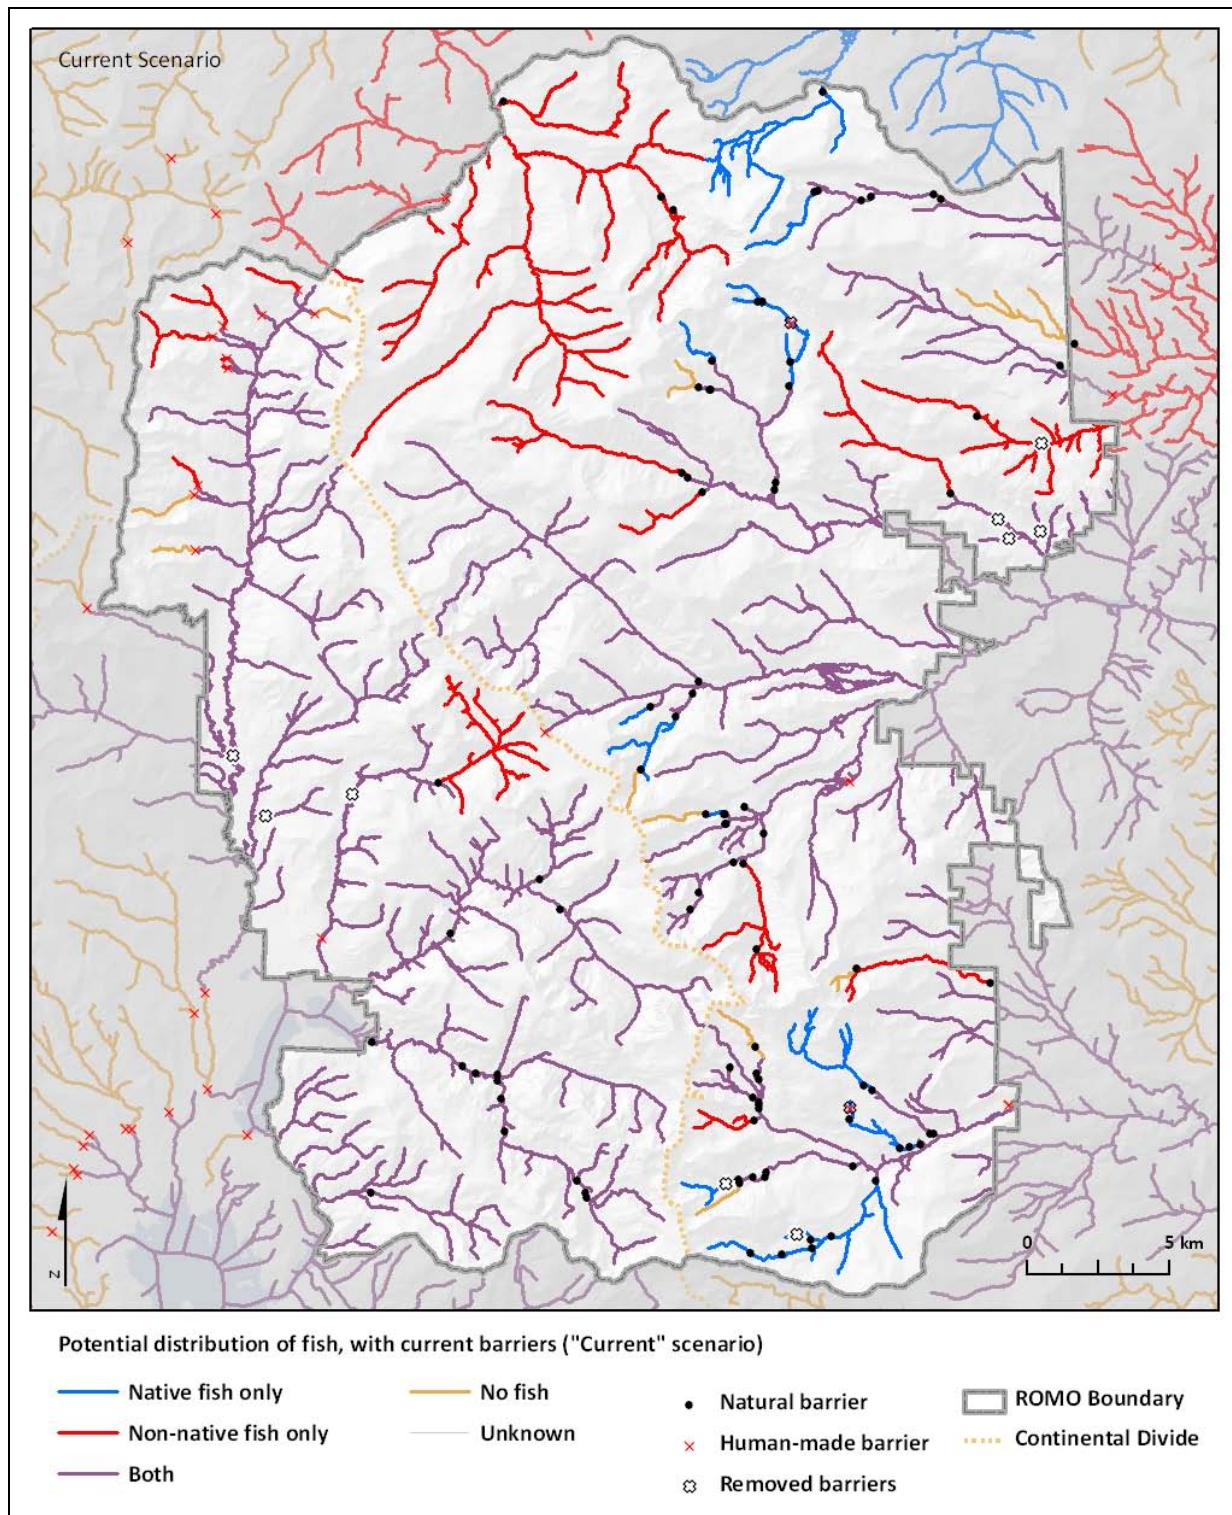 Current Scenario
N
0 5 km
Potential distribution of fish, with current barriers ("Current" scenario)
Native fish only
Non-native fish only
Both
No fish
Unknown
Natural barrier
Human-made barrier
Removed barriers
ROMO Boundary
Continental Divide